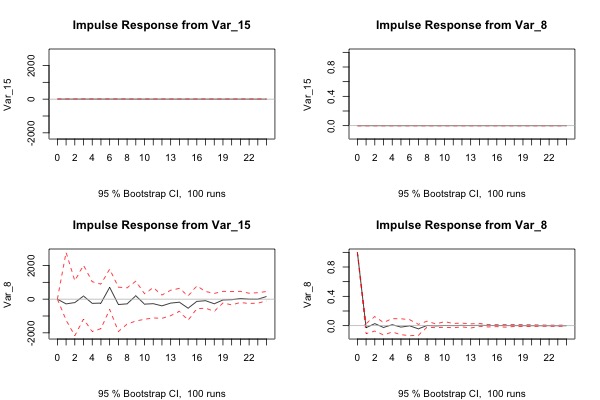 Impulse Response from Var_15
Var_15
2000
0
-2000
0 2 4 6 8 10 13 16 19 22
95 % Bootstrap CI, 100 runs
Impulse Response from Var_8
Var_15
0.8
0.4
0.0
0 2 4 6 8 10 13 16 19 22
95 % Bootstrap CI, 100 runs
Impulse Response from Var_15
Var_8
2000
0
-2000
0 2 4 6 8 10 13 16 19 22
95 % Bootstrap CI, 100 runs
Impulse Response from Var_8
Var_8
0.8
0.4
0.0
0 2 4 6 8 10 13 16 19 22
95 % Bootstrap CI, 100 runs